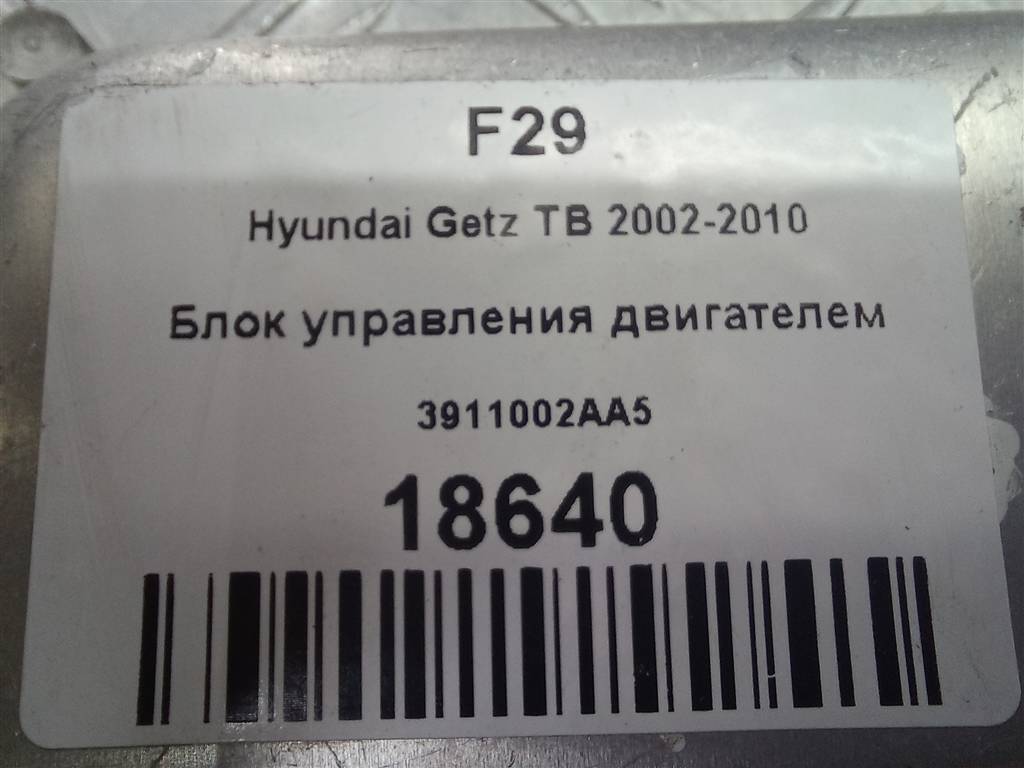 F29
Hyundai Getz TB 2002-2010
Блок управления двигателем
3911002AA5
18640